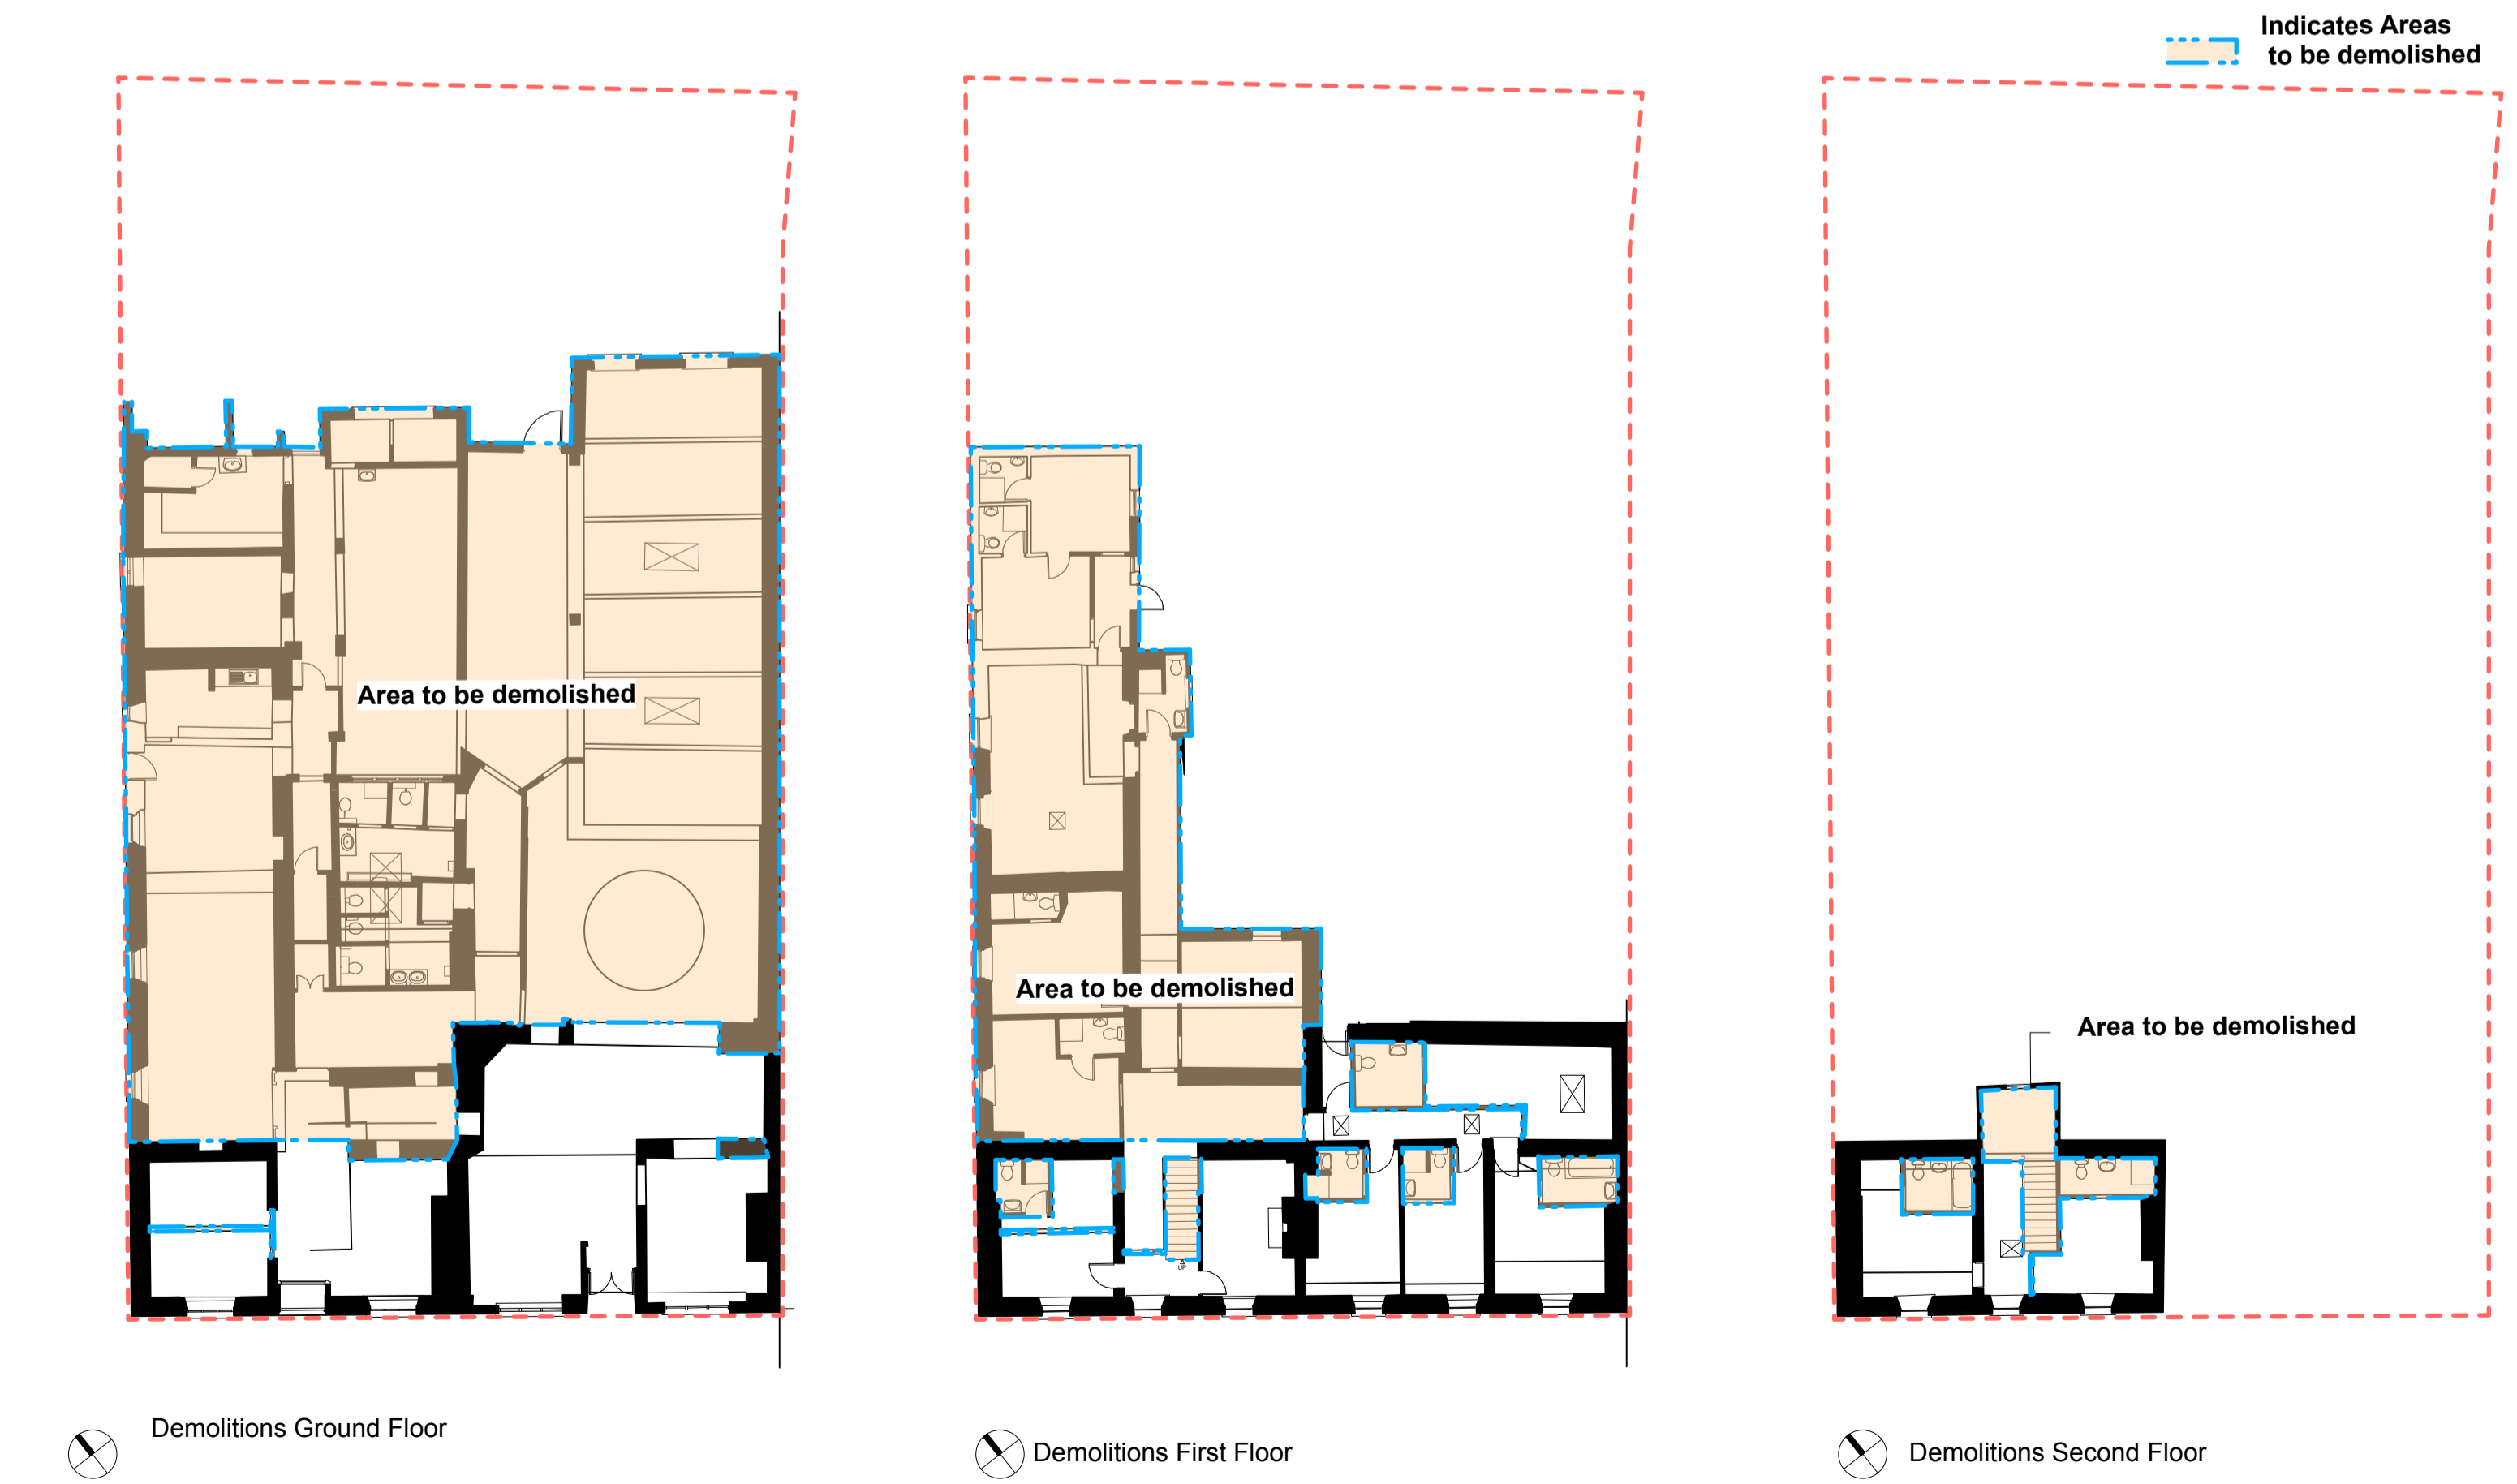 Indicates Areas
to be demolished
Area to be demolished
Area to be demolished
Area to be demolished
UP
Demolitions Ground Floor
Demolitions First Floor
Demolitions Second Floor